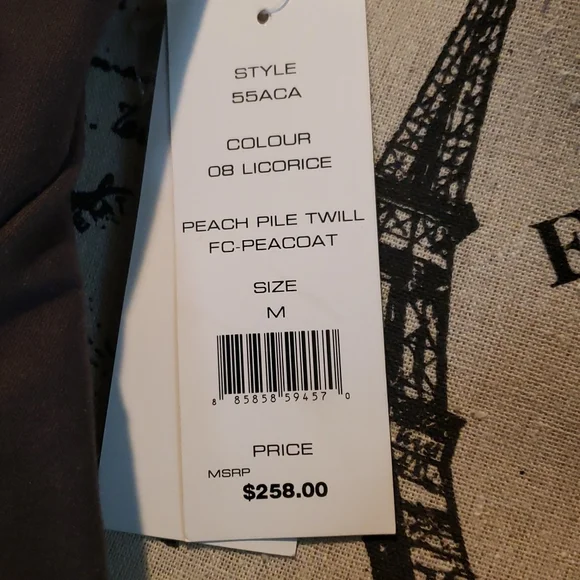 STYLE
55ACA
COLOUR
08 LICORICE
PEACH PILE TWILL
FC-PEACOAT
SIZE
M
8 85858 59457 0
PRICE
MSRP
$258.00
E